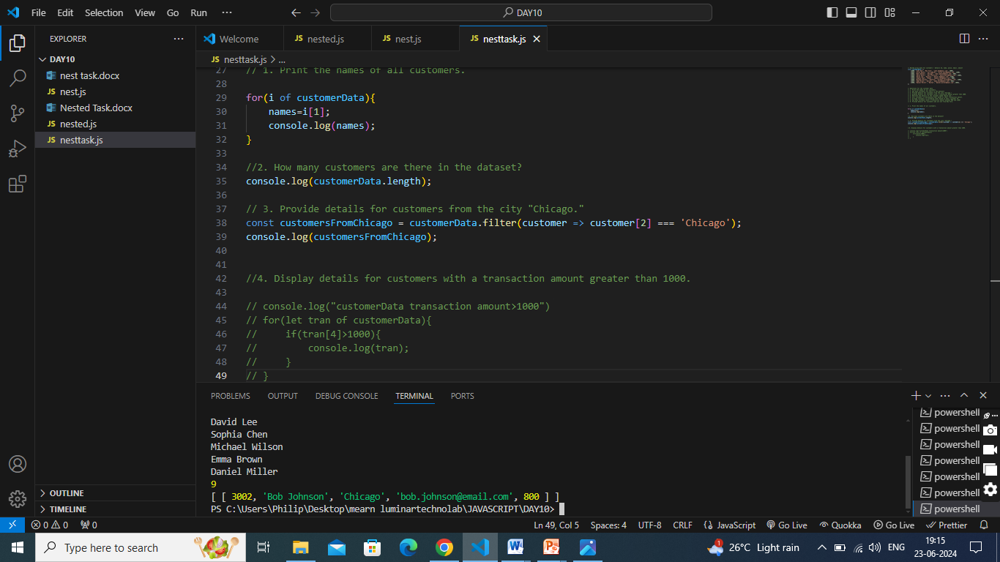 File Edit Selection View Go Run ··· DAY10
EXPLORER ···
DAY10
nest task.docx
JS nest.js
Nested Task.docx
JS nested.js
JS nesttask.js
OUTLINE
TIMELINE
Welcome JS nested.js JS nest.js JS nesttask.js
JS nesttask.js > ...
27 // 1. Print the names of all customers.
28
29 for(i of customerData){
30 names=i[1];
31 console.log(names);
32 }
33
34 //2. How many customers are there in the dataset?
35 console.log(customerData.length);
36
37 // 3. Provide details for customers from the city "Chicago."
38 const customersFromChicago = customerData.filter(customer => customer[2] === 'Chicago');
39 console.log(customersFromChicago);
40
41
42 //4. Display details for customers with a transaction amount greater than 1000.
43
44 // console.log("customerData transaction amount>1000")
45 // for(let tran of customerData){
46 // if(tran[4]>1000){
47 // console.log(tran);
48 // }
49 // }
PROBLEMS OUTPUT DEBUG CONSOLE TERMINAL PORTS
David Lee
Sophia Chen
Michael Wilson
Emma Brown
Daniel Miller
9
[ [ 3002, 'Bob Johnson', 'Chicago', 'bob.johnson@email.com', 800 ] ]
PS C:\Users\Philip\Desktop\mearn luminartechnolab\JAVASCRIPT\DAY10>
powershell
powershell
powershell
powershell
powershell
powershell
powershell
0 0 0 Ln 49, Col 5 Spaces: 4 UTF-8 CRLF {} JavaScript Go Live Quokka Go Live Prettier
Type here to search 1 26°C Light rain ENG 19:15
23-06-2024